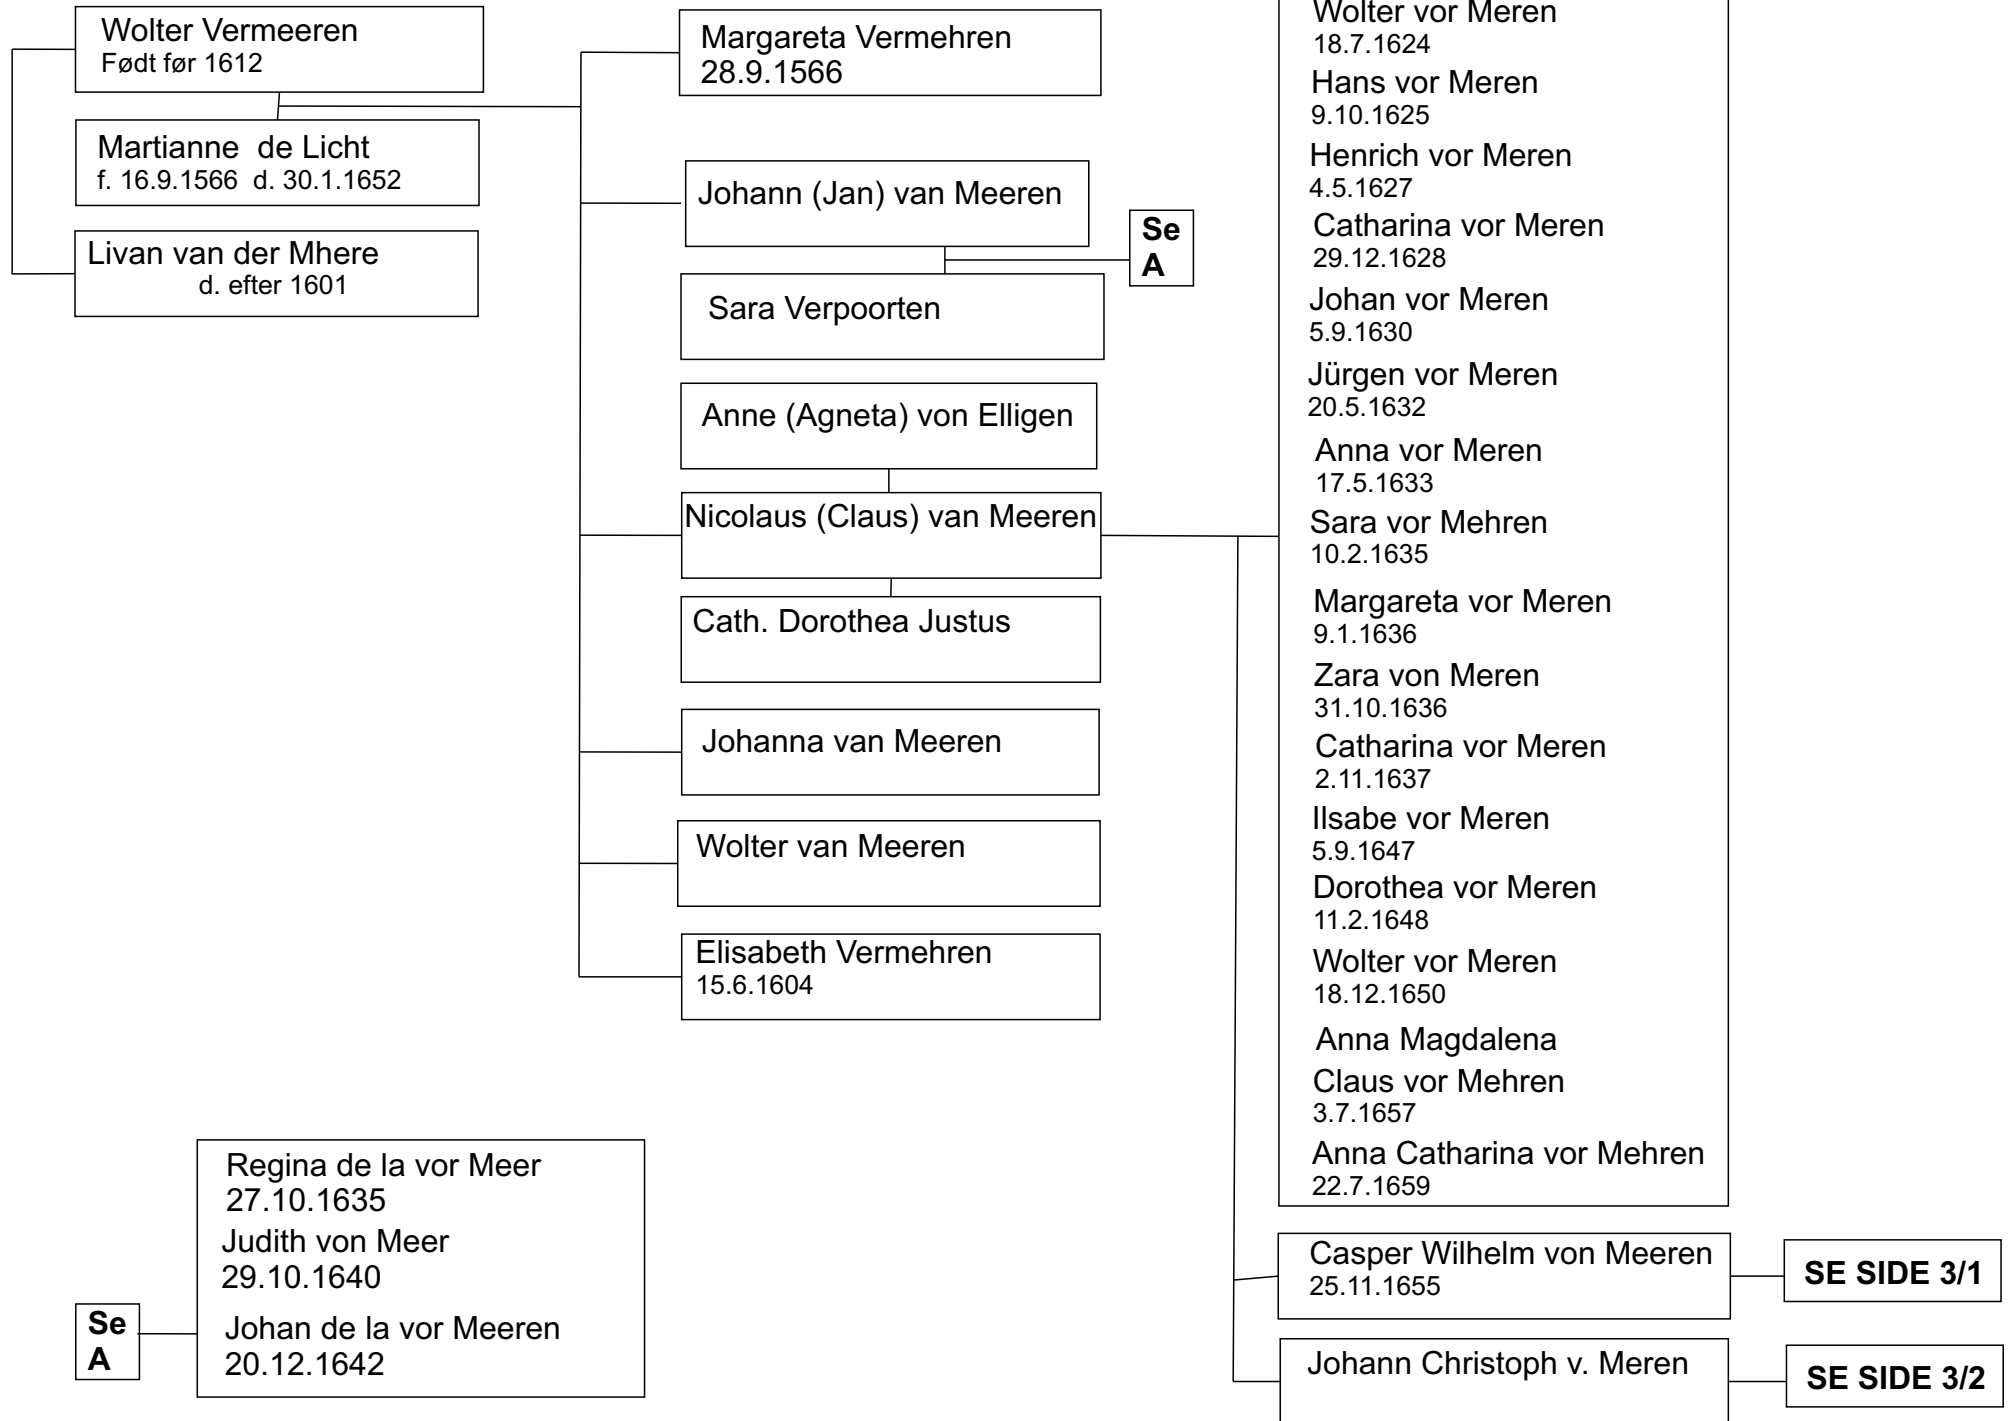 Wolter Vermeeren
Født før 1612
Martianne de Licht
f. 16.9.1566 d. 30.1.1652
Livan van der Mhere
d. efter 1601
Margareta Vermehren
28.9.1566
Johann (Jan) van Meeren
Se
A
Sara Verpoorten
Anne (Agneta) von Elligen
Nicolaus (Claus) van Meeren
Cath. Dorothea Justus
Johanna van Meeren
Wolter van Meeren
Elisabeth Vermehren
15.6.1604
Wolter vor Meren
18.7.1624
Hans vor Meren
9.10.1625
Henrich vor Meren
4.5.1627
Catharina vor Meren
29.12.1628
Johan vor Meren
5.9.1630
Jürgen vor Meren
20.5.1632
Anna vor Meren
17.5.1633
Sara vor Mehren
10.2.1635
Margareta vor Meren
9.1.1636
Zara von Meren
31.10.1636
Catharina vor Meren
2.11.1637
Ilsabe vor Meren
5.9.1647
Dorothea vor Meren
11.2.1648
Wolter vor Meren
18.12.1650
Anna Magdalena
Claus vor Mehren
3.7.1657
Anna Catharina vor Mehren
22.7.1659
Casper Wilhelm von Meeren
25.11.1655
SE SIDE 3/1
Johann Christoph v. Meren
SE SIDE 3/2
Se
A
Regina de la vor Meer
27.10.1635
Judith von Meer
29.10.1640
Johan de la vor Meeren
20.12.1642